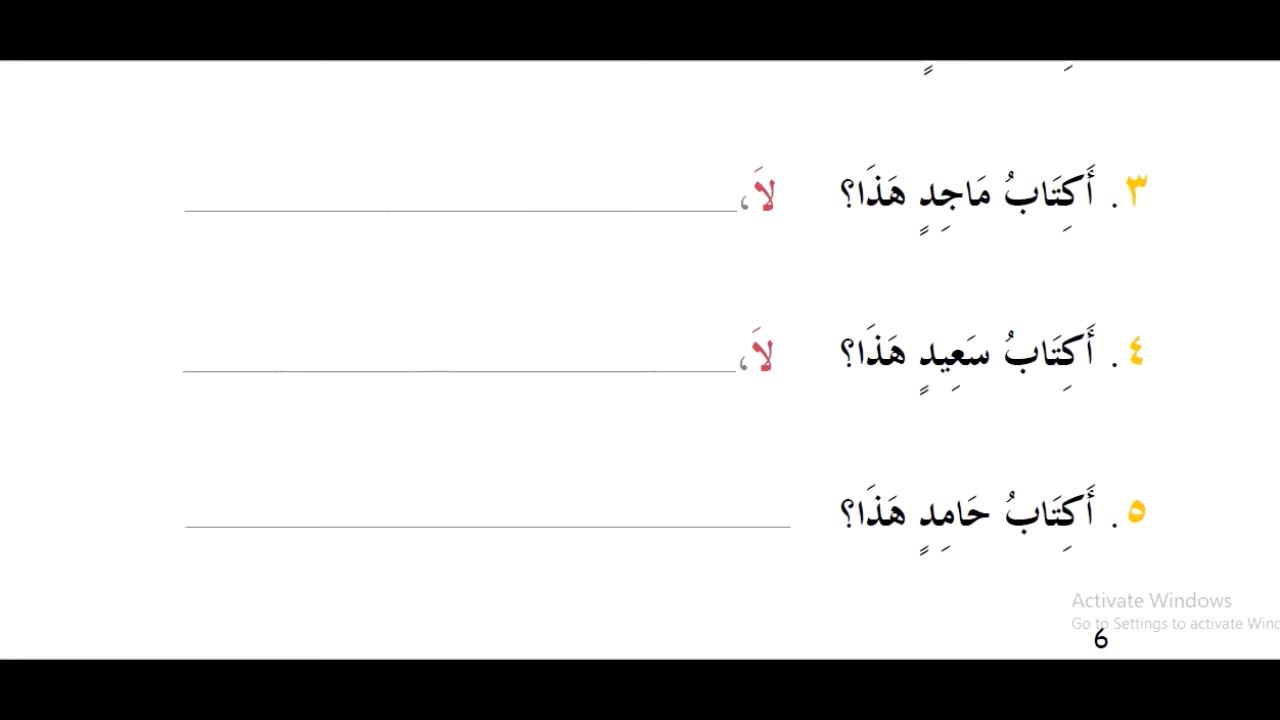 ٣. أَكِتَابُ مَاجِدٍ هَذَا؟ لاَ،
٤. أَكِتَابُ سَعِيدٍ هَذَا؟ لاَ،
٥. أَكِتَابُ حَامِدٍ هَذَا؟
Activate Windows
Go to Settings to activate Wind
6